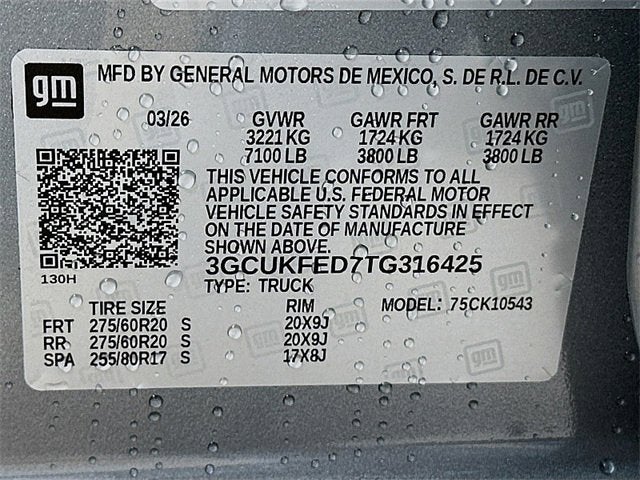 gm MFD BY GENERAL MOTORS DE MEXICO, S. DE R.L. DE C.V.
03/26 GVWR GAWR FRT GAWR RR
3221 KG 1724 KG 1724 KG
7100 LB 3800 LB 3800 LB
THIS VEHICLE CONFORMS TO ALL
APPLICABLE U.S. FEDERAL MOTOR
VEHICLE SAFETY STANDARDS IN EFFECT
ON THE DATE OF MANUFACTURE
SHOWN ABOVE.
3GCUKFED7TG316425
130H
TYPE: TRUCK
TIRE SIZE RIM MODEL: 75CK10543
FRT 275/60R20 S 20X9J
RR 275/60R20 S 20X9J
SPA 255/80R17 S 17X8J